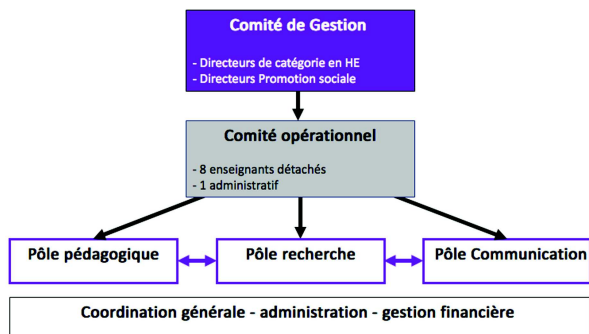 Comité de Gestion
- Directeurs de catégorie en HE
- Directeurs Promotion sociale
Comité opérationnel
- 8 enseignants détachés
- 1 administratif
Pôle pédagogique
Pôle recherche
Pôle Communication
Coordination générale - administration - gestion financière